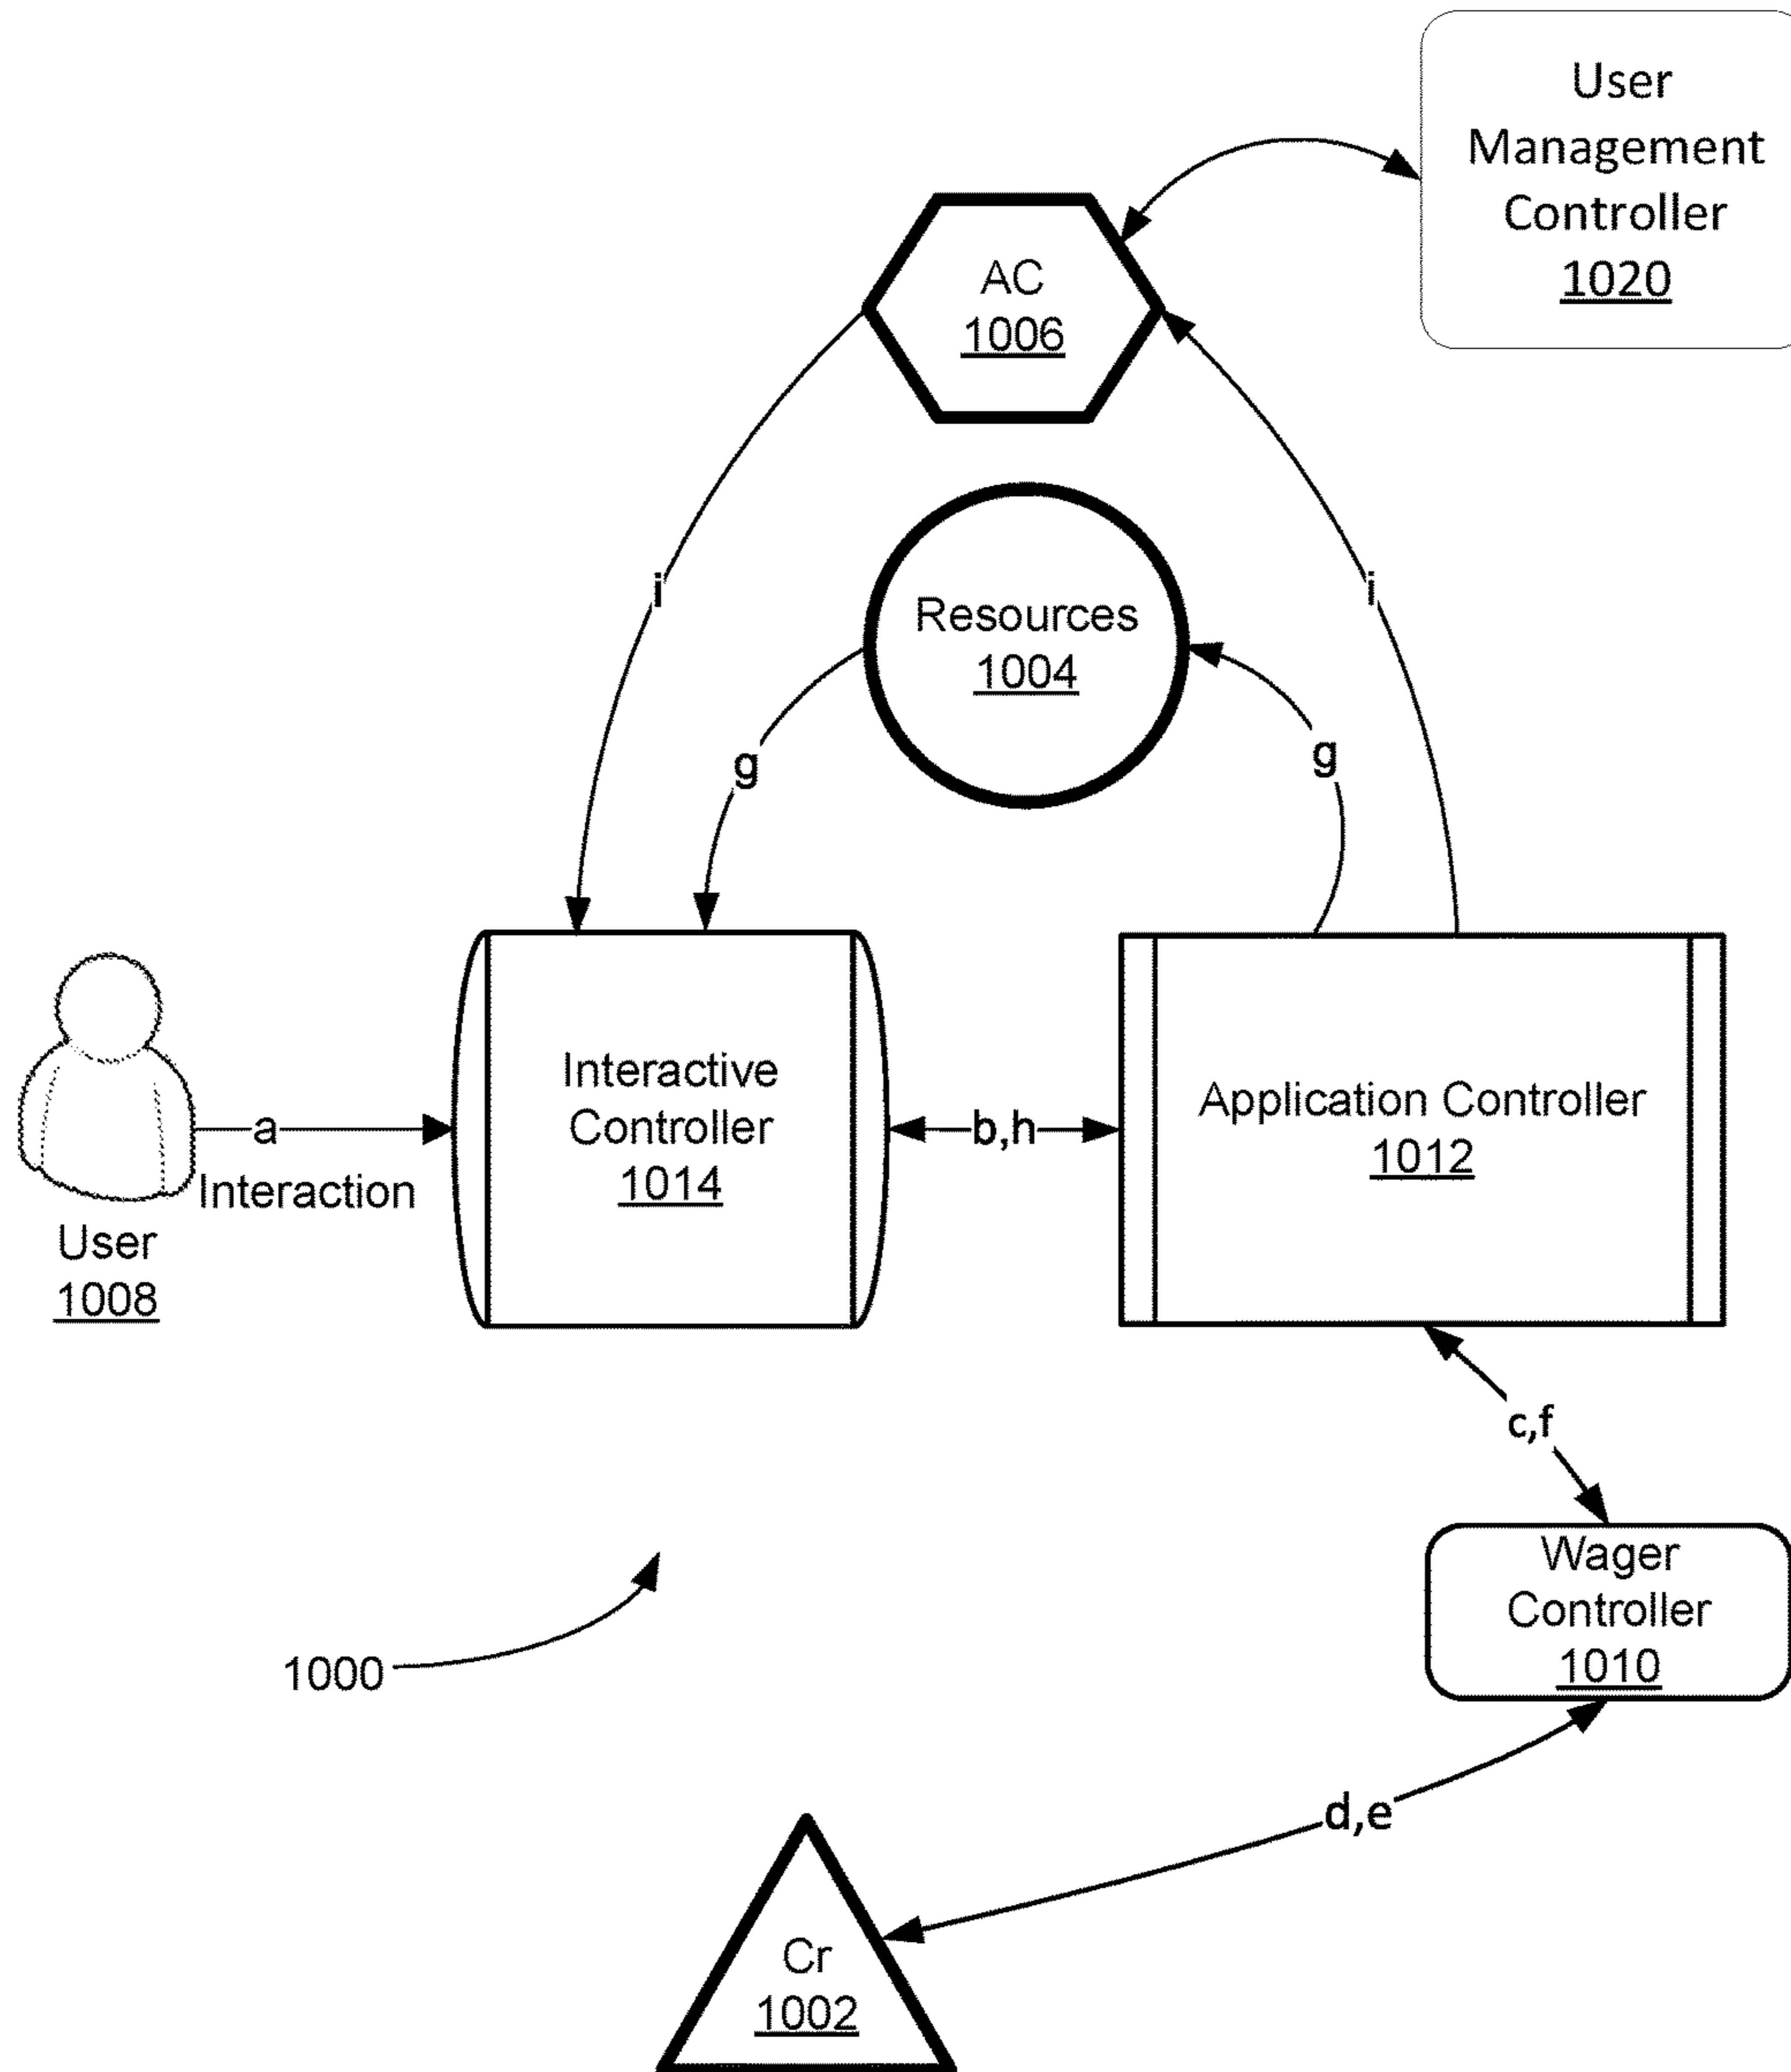 User
Management
Controller
1020
AC
1006
i
i
Resources
1004
g
g
Interactive
Controller
1014
Application Controller
1012
a
Interaction
b,h
User
1008
c,f
Wager
Controller
1010
1000
d,e
Cr
1002